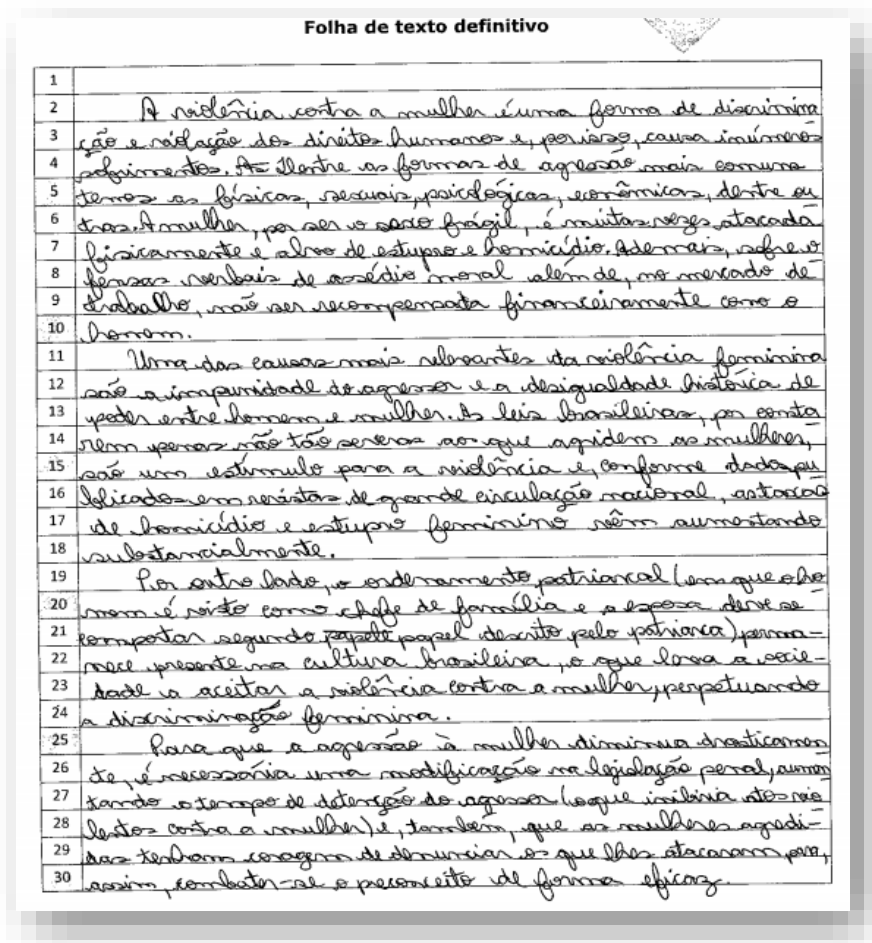 Folha de texto definitivo
1
2 A violência contra a mulher é uma forma de discrimina
3 ção e violação dos direitos humanos e, por isso, causa inúmeros
4 sofrimentos. As Dentre as formas de agressão mais comuns
5 temos as físicas, sexuais, psicológicas, econômicas, dentre ou
6 tras. A mulher, por ser o sexo frágil, é muitas vezes atacada
7 fisicamente e alvo de estupro e homicídio. Ademais, sofre o
8 fensas verbais de assédio moral além de, no mercado de
9 trabalho, não ser recompensada financeiramente como o
10 homem.
11 Uma das causas mais relevantes da violência feminina
12 são a impunidade do agressor e a desigualdade histórica de
13 poder entre homem e mulher. As leis brasileiras, por consta
14 rem penas não tão severas aos que agridem as mulheres,
15 são um estímulo para a violência e, conforme dados pu
16 blicados em revistas de grande circulação nacional, as taxas
17 de homicídio e estupro feminino vêm aumentando
18 substancialmente.
19 Por outro lado, o ordenamento patriarcal (em que o ho
20 mem é visto como chefe de família e a esposa deve se
21 comportar segundo papel e papel descrito pelo patriarca) perma-
22 nece presente na cultura brasileira, o que leva a socie-
23 dade a aceitar a violência contra a mulher, perpetuando
24 a discriminação feminina.
25 Para que a agressão à mulher diminua drasticamen
26 te, é necessária uma modificação na legislação penal, aumen
27 tando o tempo de detenção do agressor (o que inibiria atos vio
28 lentos contra a mulher) e, também, que as mulheres agredi-
29 das tenham coragem de denunciar os que lhes atacaram para,
30 assim, combater-se o preconceito de forma eficaz.